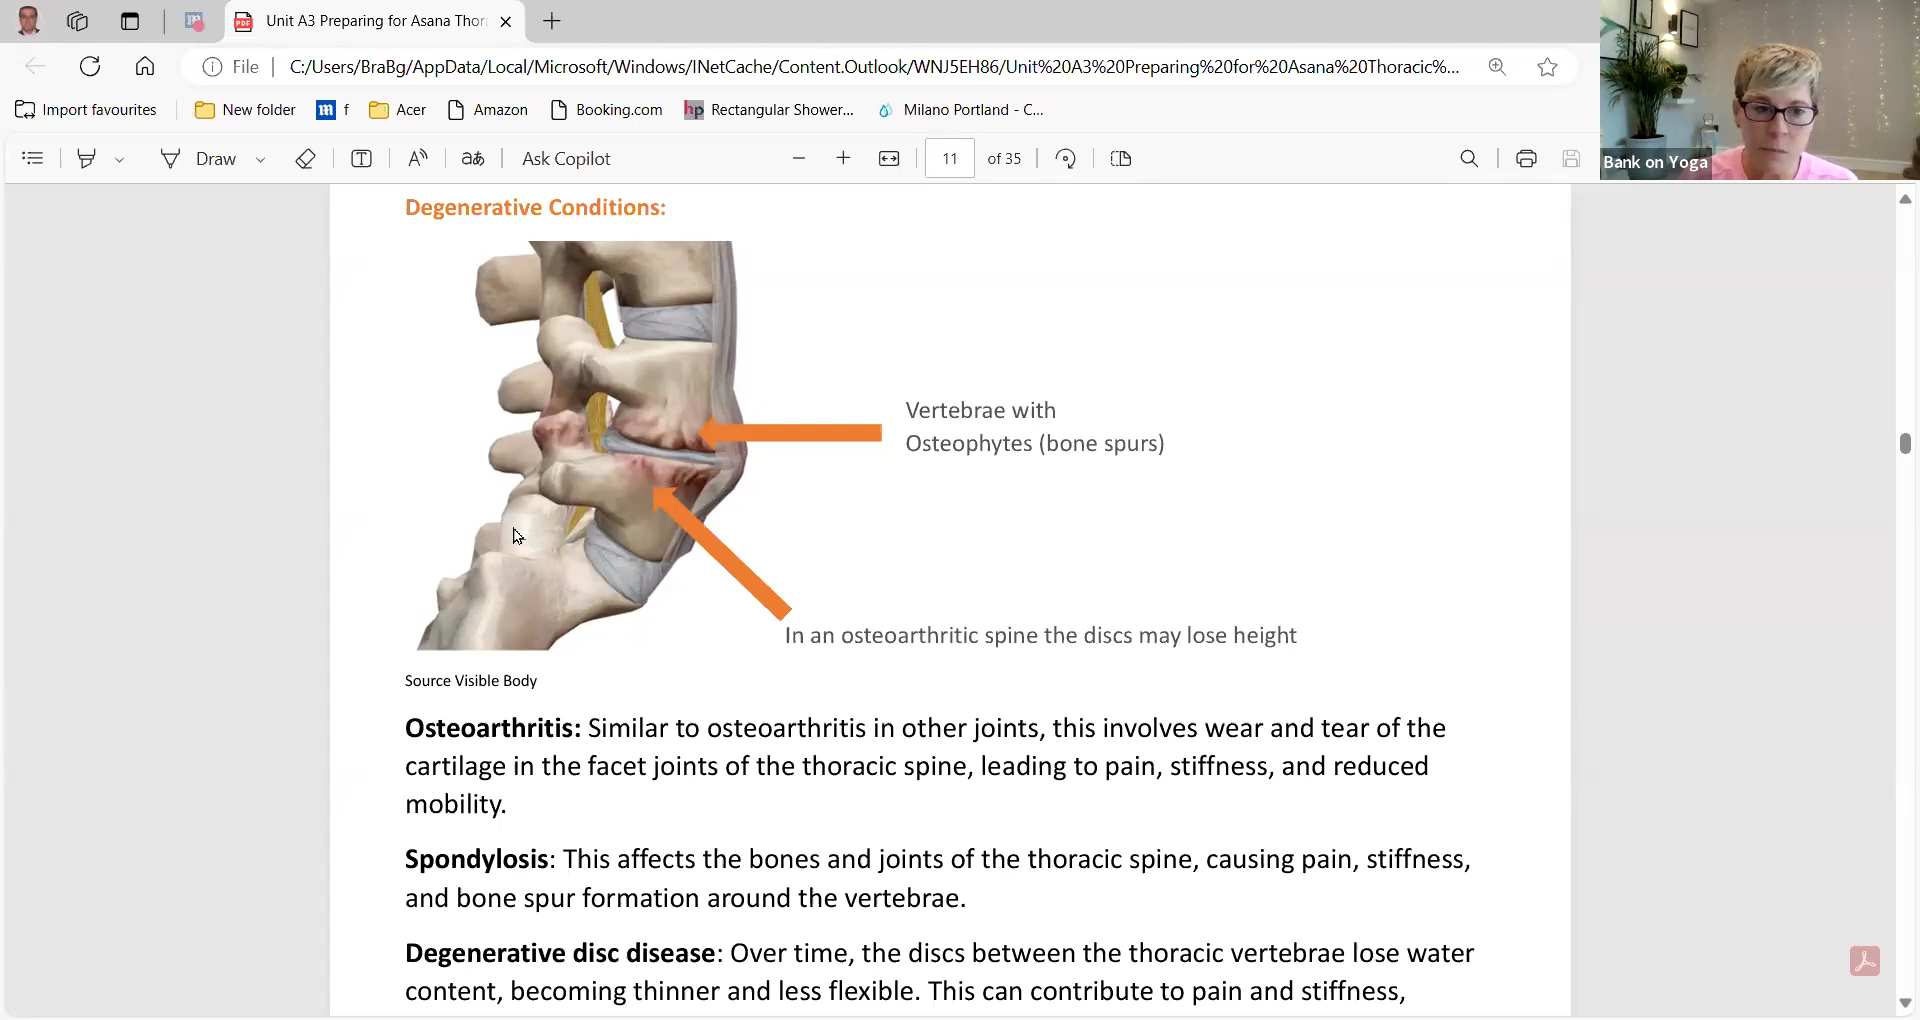 Unit A3 Preparing for Asana Thor
File
C:/Users/BraBg/AppData/Local/Microsoft/Windows/INetCache/Content.Outlook/WNJ5EH86/Unit%20A3%20Preparing%20for%20Asana%20Thoracic%...
Import favourites
New folder
m f
Acer
Amazon
Booking.com
hp Rectangular Shower...
Milano Portland - C...
Draw
Ask Copilot
11 of 35
Bank on Yoga
Degenerative Conditions:
Vertebrae with
Osteophytes (bone spurs)
In an osteoarthritic spine the discs may lose height
Source Visible Body
Osteoarthritis: Similar to osteoarthritis in other joints, this involves wear and tear of the
cartilage in the facet joints of the thoracic spine, leading to pain, stiffness, and reduced
mobility.
Spondylosis: This affects the bones and joints of the thoracic spine, causing pain, stiffness,
and bone spur formation around the vertebrae.
Degenerative disc disease: Over time, the discs between the thoracic vertebrae lose water
content, becoming thinner and less flexible. This can contribute to pain and stiffness,